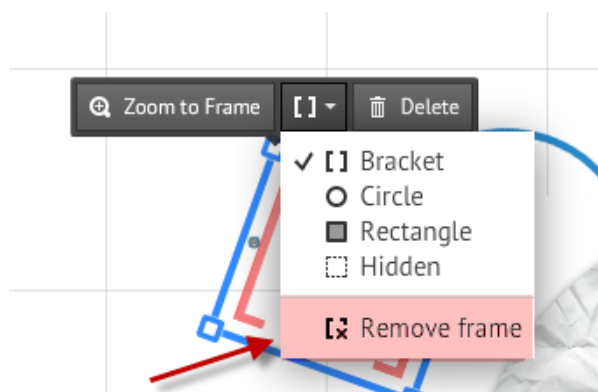 Zoom to Frame [ ] Delete
Bracket
Circle
Rectangle
Hidden
Remove frame